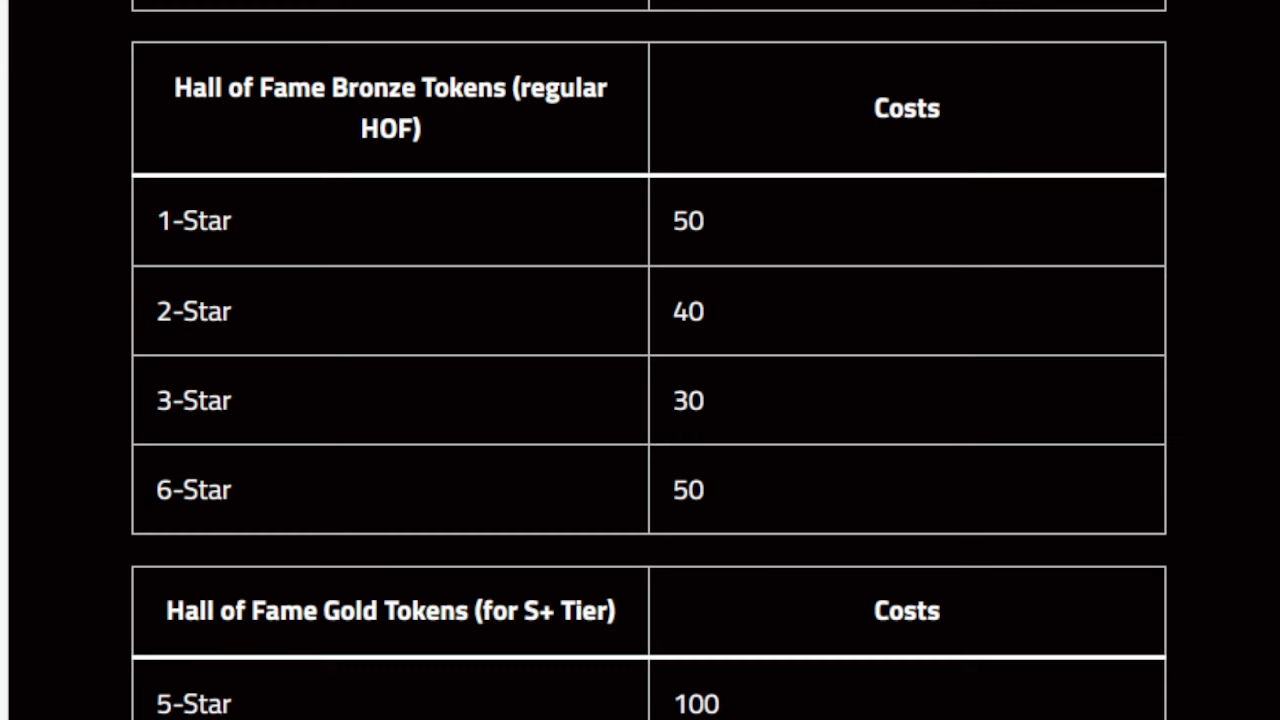 Hall of Fame Bronze Tokens (regular
HOF)
Costs
1-Star
50
2-Star
40
3-Star
30
6-Star
50
Hall of Fame Gold Tokens (for S+ Tier)
Costs
5-Star
100